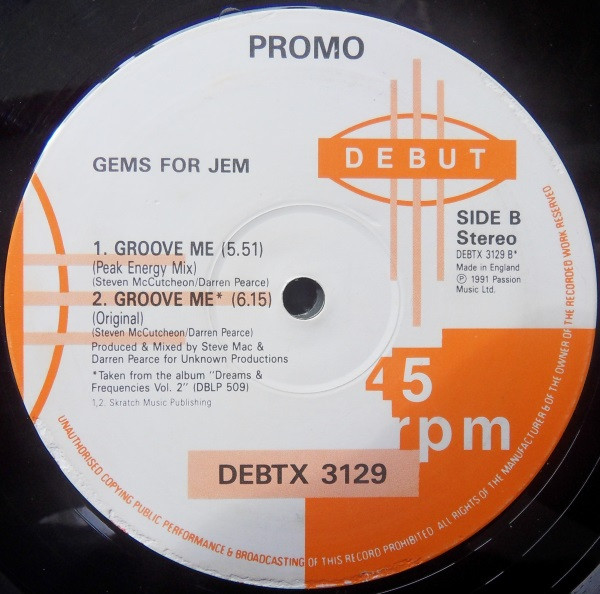 PROMO
DEBUT
GEMS FOR JEM
SIDE B
Stereo
DEBTX 3129 B*
Made in England
℗ 1991 Passion
Music Ltd.
1. GROOVE ME (5.51)
(Peak Energy Mix)
(Steven McCutcheon/Darren Pearce)
2. GROOVE ME* (6.15)
(Original)
(Steven McCutcheon/Darren Pearce)
Produced & Mixed by Steve Mac &
Darren Pearce for Unknown Productions
*Taken from the album "Dreams &
Frequencies Vol. 2" (DBLP 509)
1,2. Skratch Music Publishing
45
rpm
DEBTX 3129
UNAUTHORISED COPYING PUBLIC PERFORMANCE & BROADCASTING OF THIS RECORD PROHIBITED. ALL RIGHTS OF THE MANUFACTURER & OF THE OWNER OF THE RECORDED WORK RESERVED